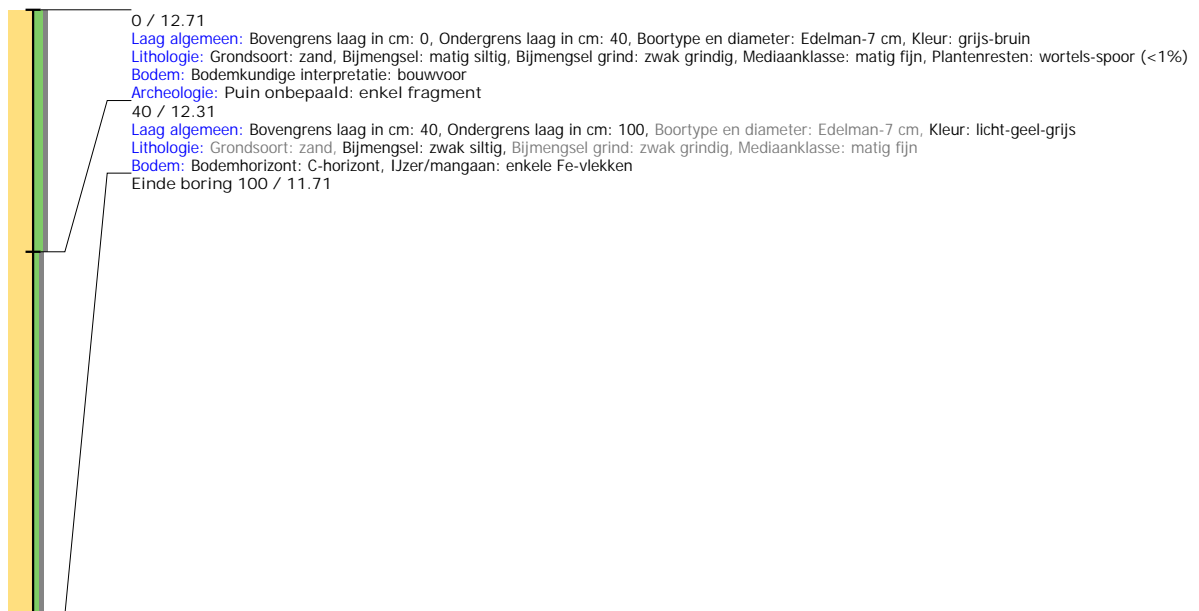 0 / 12.71
Laag algemeen: Bovengrens laag in cm: 0, Ondergrens laag in cm: 40, Boortype en diameter: Edelman-7 cm, Kleur: grijs-bruin
Lithologie: Grondsoort: zand, Bijmengsel: matig siltig, Bijmengsel grind: zwak grindig, Mediaanklasse: matig fijn, Plantenresten: wortels-spoor (<1%)
Bodem: Bodemkundige interpretatie: bouwvoor
Archeologie: Puin onbepaald: enkel fragment
40 / 12.31
Laag algemeen: Bovengrens laag in cm: 40, Ondergrens laag in cm: 100, Boortype en diameter: Edelman-7 cm, Kleur: licht-geel-grijs
Lithologie: Grondsoort: zand, Bijmengsel: zwak siltig, Bijmengsel grind: zwak grindig, Mediaanklasse: matig fijn
Bodem: Bodemhorizont: C-horizont, IJzer/mangaan: enkele Fe-vlekken
Einde boring 100 / 11.71